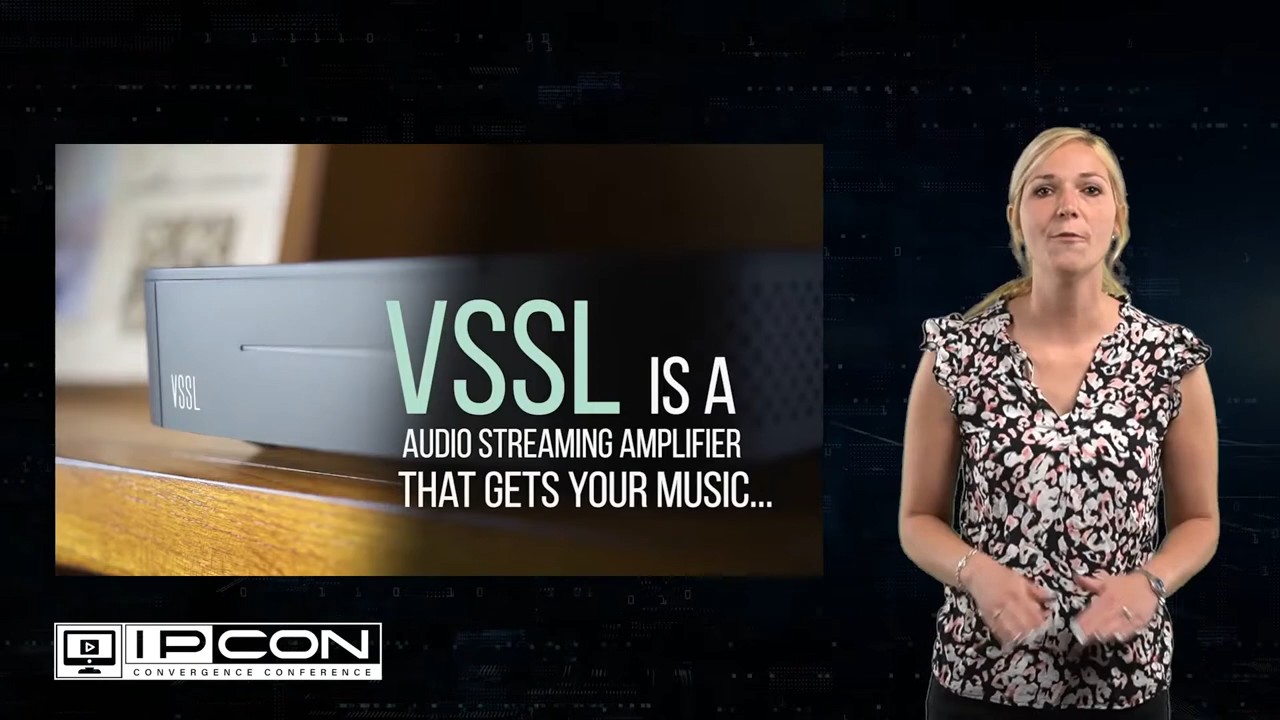 VSSL
VSSL IS A
AUDIO STREAMING AMPLIFIER
THAT GETS YOUR MUSIC...
IPCON
CONVERGENCE CONFERENCE